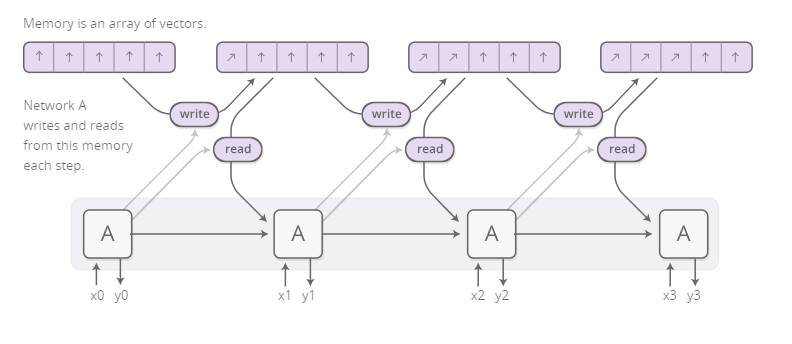 Memory is an array of vectors.
Network A
writes and reads
from this memory
each step.
write
write
write
read
read
read
A
A
A
A
x0 y0
x1 y1
x2 y2
x3 y3